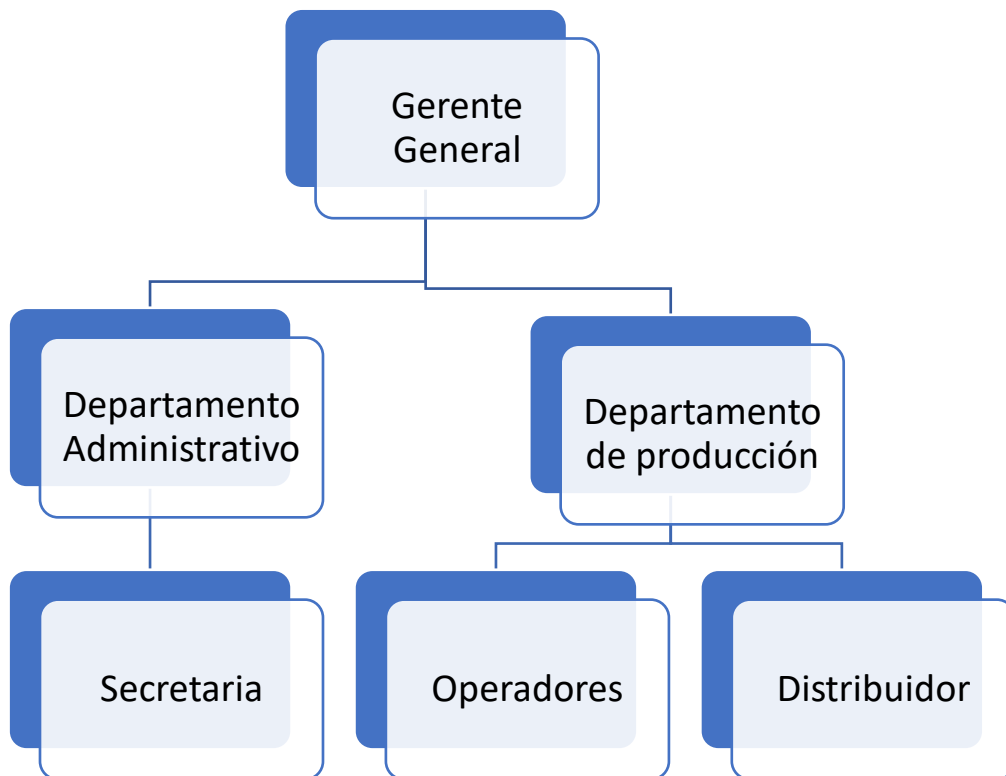 Gerente
General
Departamento
Administrativo
Departamento
de producción
Secretaria
Operadores
Distribuidor